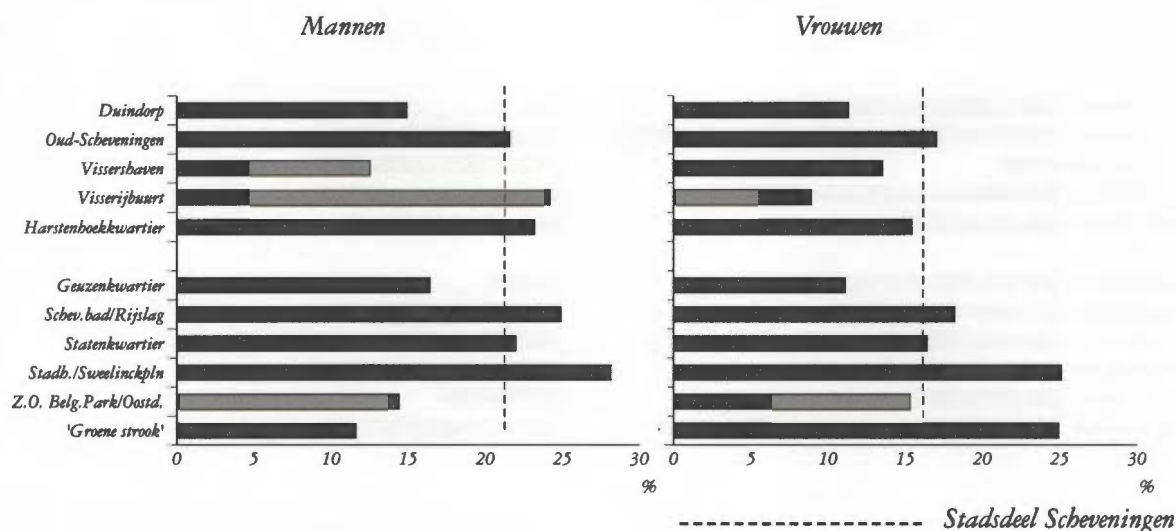 Mannen
Vrouwen
Duindorp
Oud-Scheveningen
Vissershaven
Visserijbuurt
Harstenhoekkwartier
Geuzenkwartier
Schev.bad/Rijslag
Statenkwartier
Stadh./Sweelinckpln
Z.O. Belg.Park/Oostd.
'Groene strook'
0 5 10 15 20 25 30
%
0 5 10 15 20 25 30
%
Stadsdeel Scheveningen